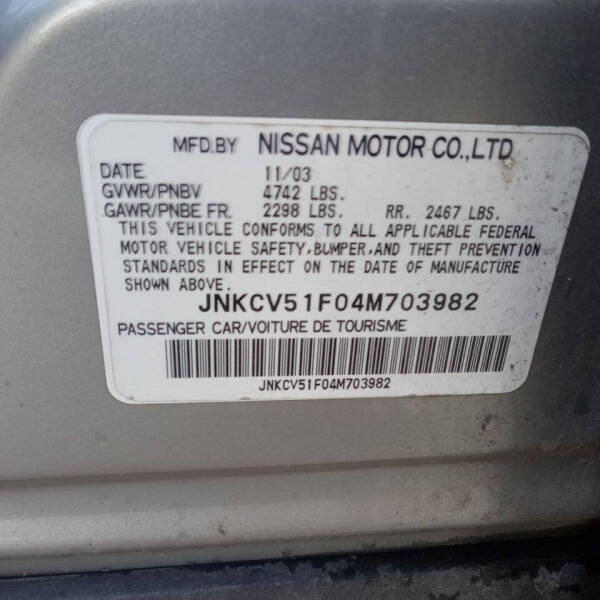 MFD.BY NISSAN MOTOR CO.,LTD
DATE 11/03
GVWR/PNBV 4742 LBS.
GAWR/PNBE FR. 2298 LBS. RR. 2467 LBS.
THIS VEHICLE CONFORMS TO ALL APPLICABLE FEDERAL
MOTOR VEHICLE SAFETY,BUMPER,AND THEFT PREVENTION
STANDARDS IN EFFECT ON THE DATE OF MANUFACTURE
SHOWN ABOVE.
JNKCV51F04M703982
PASSENGER CAR/VOITURE DE TOURISME
JNKCV51F04M703982